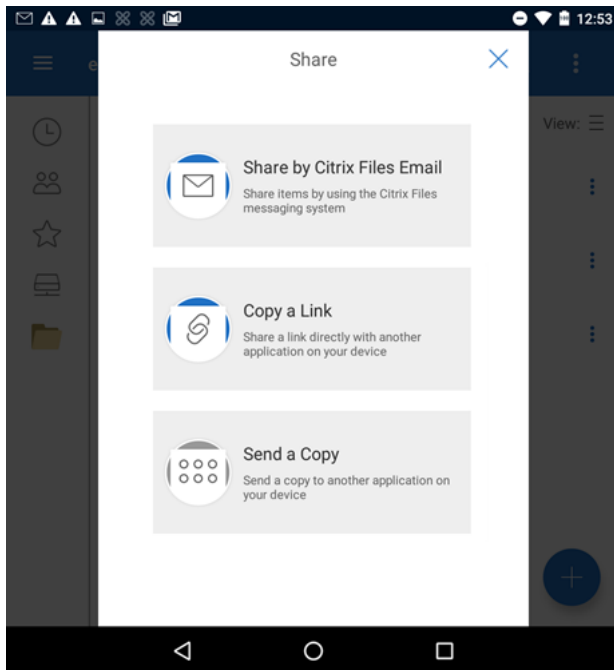 12:53
e
Share
View:
Share by Citrix Files Email
Share items by using the Citrix Files
messaging system
Copy a Link
Share a link directly with another
application on your device
Send a Copy
Send a copy to another application on
your device